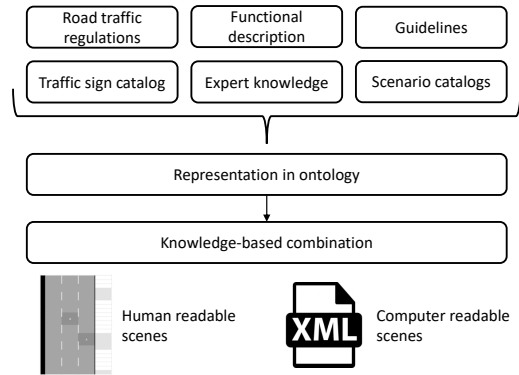 Road traffic
regulations
Functional
description
Guidelines
Traffic sign catalog
Expert knowledge
Scenario catalogs
Representation in ontology
Knowledge-based combination
Human readable
scenes
XML
Computer readable
scenes